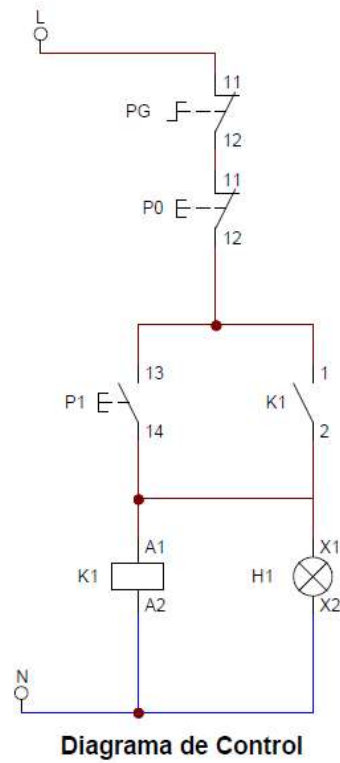 L
11
PG
12
11
P0
12
13 1
P1 K1
14 2
A1 X1
K1 H1
A2 X2
N
Diagrama de Control